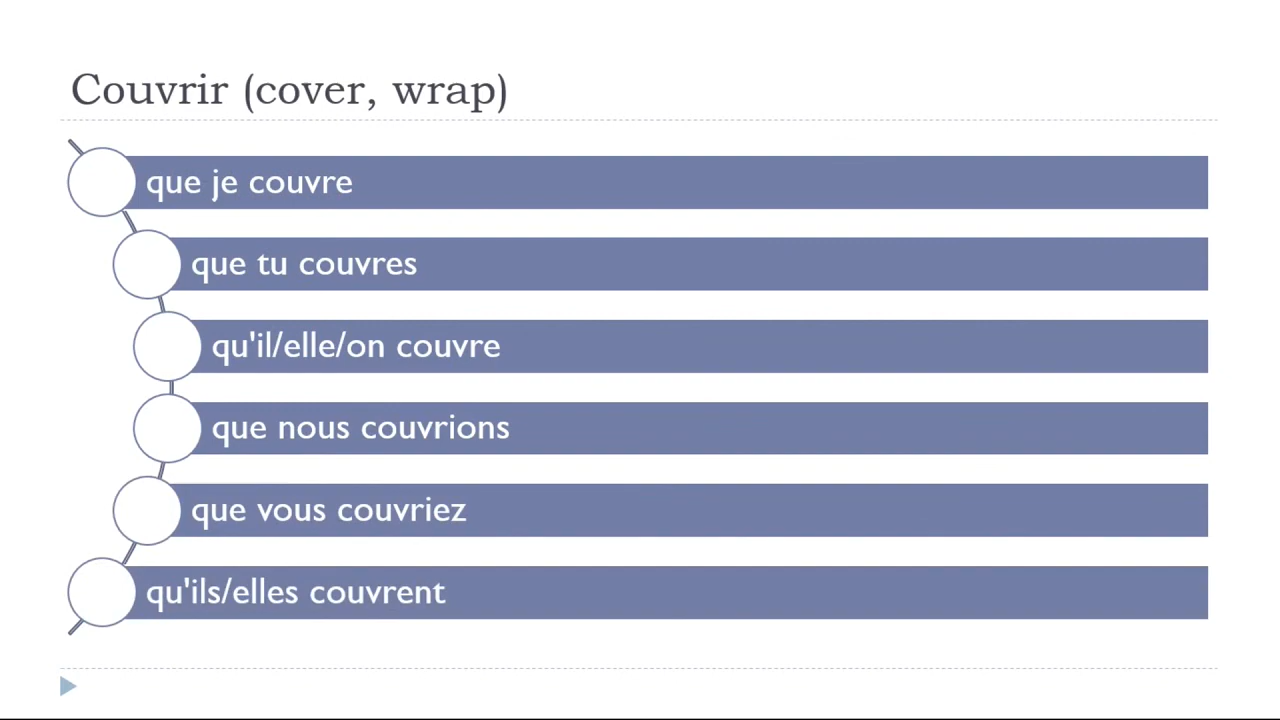 Couvrir (cover, wrap)
que je couvre
que tu couvres
qu'il/elle/on couvre
que nous couvrions
que vous couvriez
qu'ils/elles couvrent